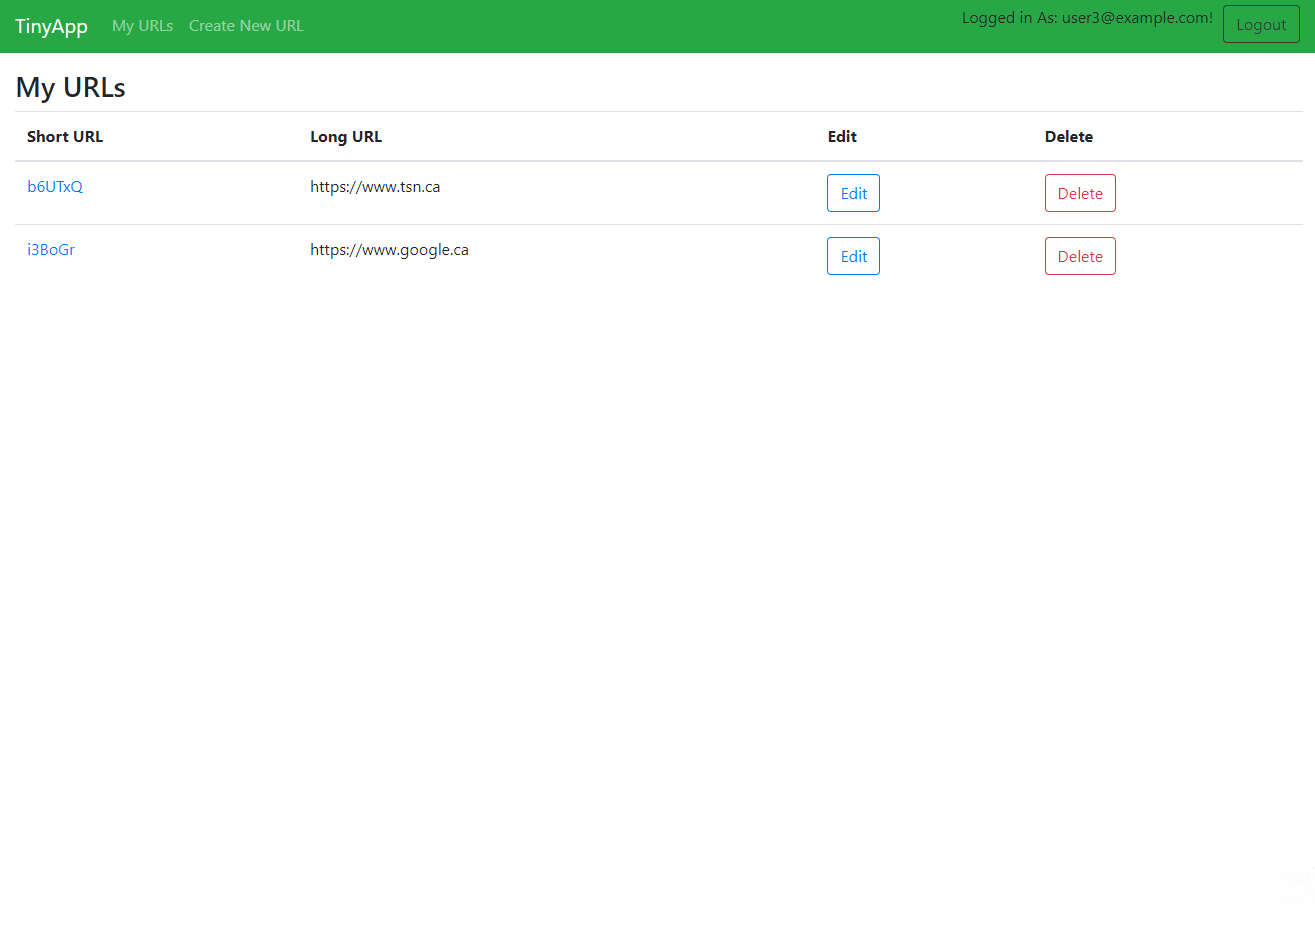 TinyApp My URLs Create New URL Logged in As: user3@example.com! Logout
My URLs
Short URL Long URL Edit Delete
b6UTxQ https://www.tsn.ca Edit Delete
i3BoGr https://www.google.ca Edit Delete